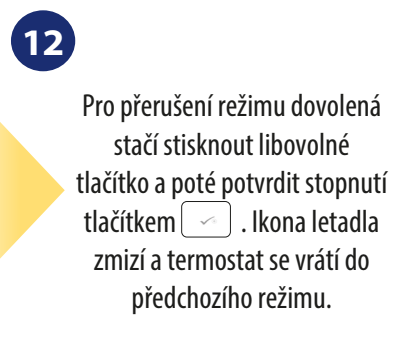 12
Pro přerušení režimu dovolená
stačí stisknout libovolné
tlačítko a poté potvrdit stopnutí
tlačítkem . Ikona letadla
zmizí a termostat se vrátí do
předchozího režimu.